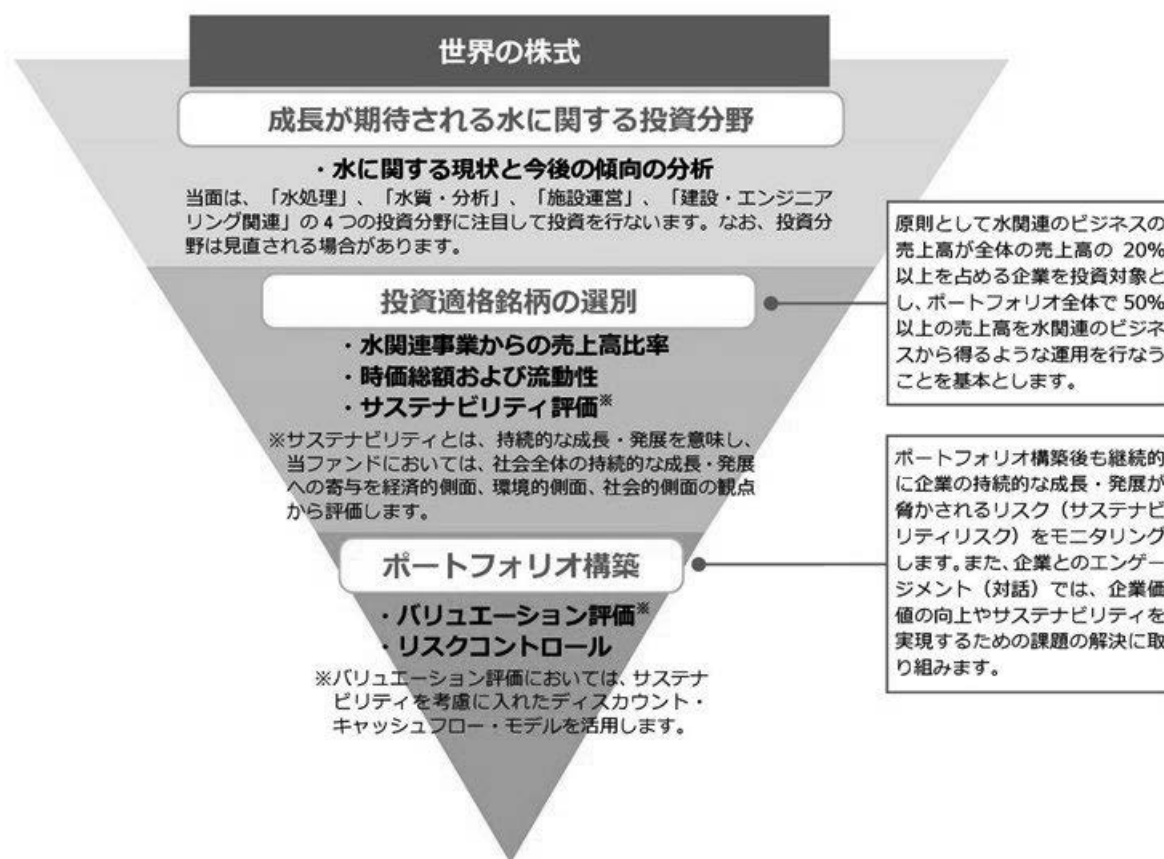 世界の株式
成長が期待される水に関する投資分野
・水に関する現状と今後の傾向の分析
当面は、「水処理」、「水質・分析」、「施設運営」、「建設・エンジニア
リング関連」の4つの投資分野に注目して投資を行ないます。なお、投資分
野は見直される場合があります。
投資適格銘柄の選別
・水関連事業からの売上高比率
・時価総額および流動性
・サステナビリティ評価※
※サステナビリティとは、持続的な成長・発展を意味し、
当ファンドにおいては、社会全体の持続的な成長・発展
への寄与を経済的側面、環境的側面、社会的側面の観点
から評価します。
原則として水関連のビジネスの
売上高が全体の売上高の 20%
以上を占める企業を投資対象と
し、ポートフォリオ全体で 50%
以上の売上高を水関連のビジネ
スから得るような運用を行なう
ことを基本とします。
ポートフォリオ構築
・バリュエーション評価※
・リスクコントロール
※バリュエーション評価においては、サステナ
ビリティを考慮に入れたディスカウント・
キャッシュフロー・モデルを活用します。
ポートフォリオ構築後も継続的
に企業の持続的な成長・発展が
脅かされるリスク（サステナビ
リティリスク）をモニタリング
します。また、企業とのエンゲー
ジメント（対話）では、企業価
値の向上やサステナビリティを
実現するための課題の解決に取
り組みます。